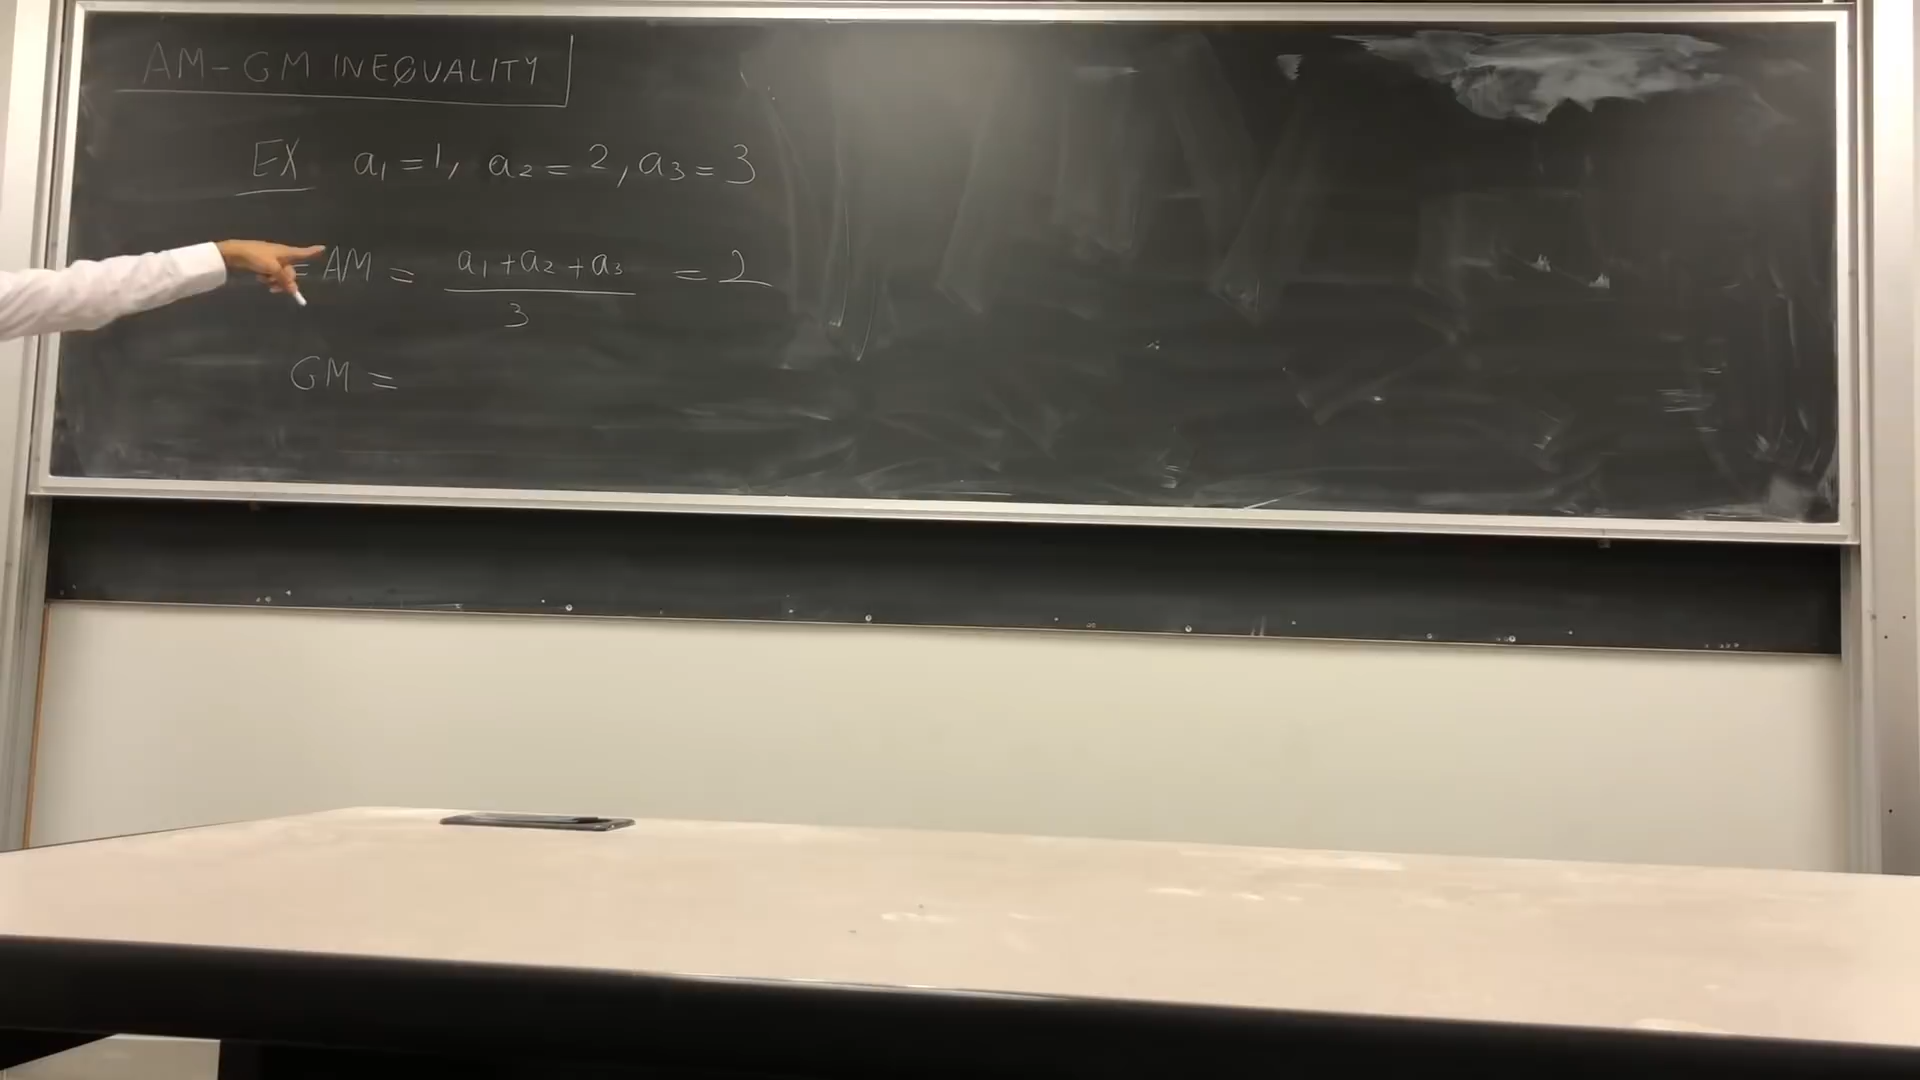 AM-GM INEQUALITY
EX a₁ = 1, a₂ = 2, a₃ = 3
= AM = (a₁ + a₂ + a₃)/3 = 2
GM =